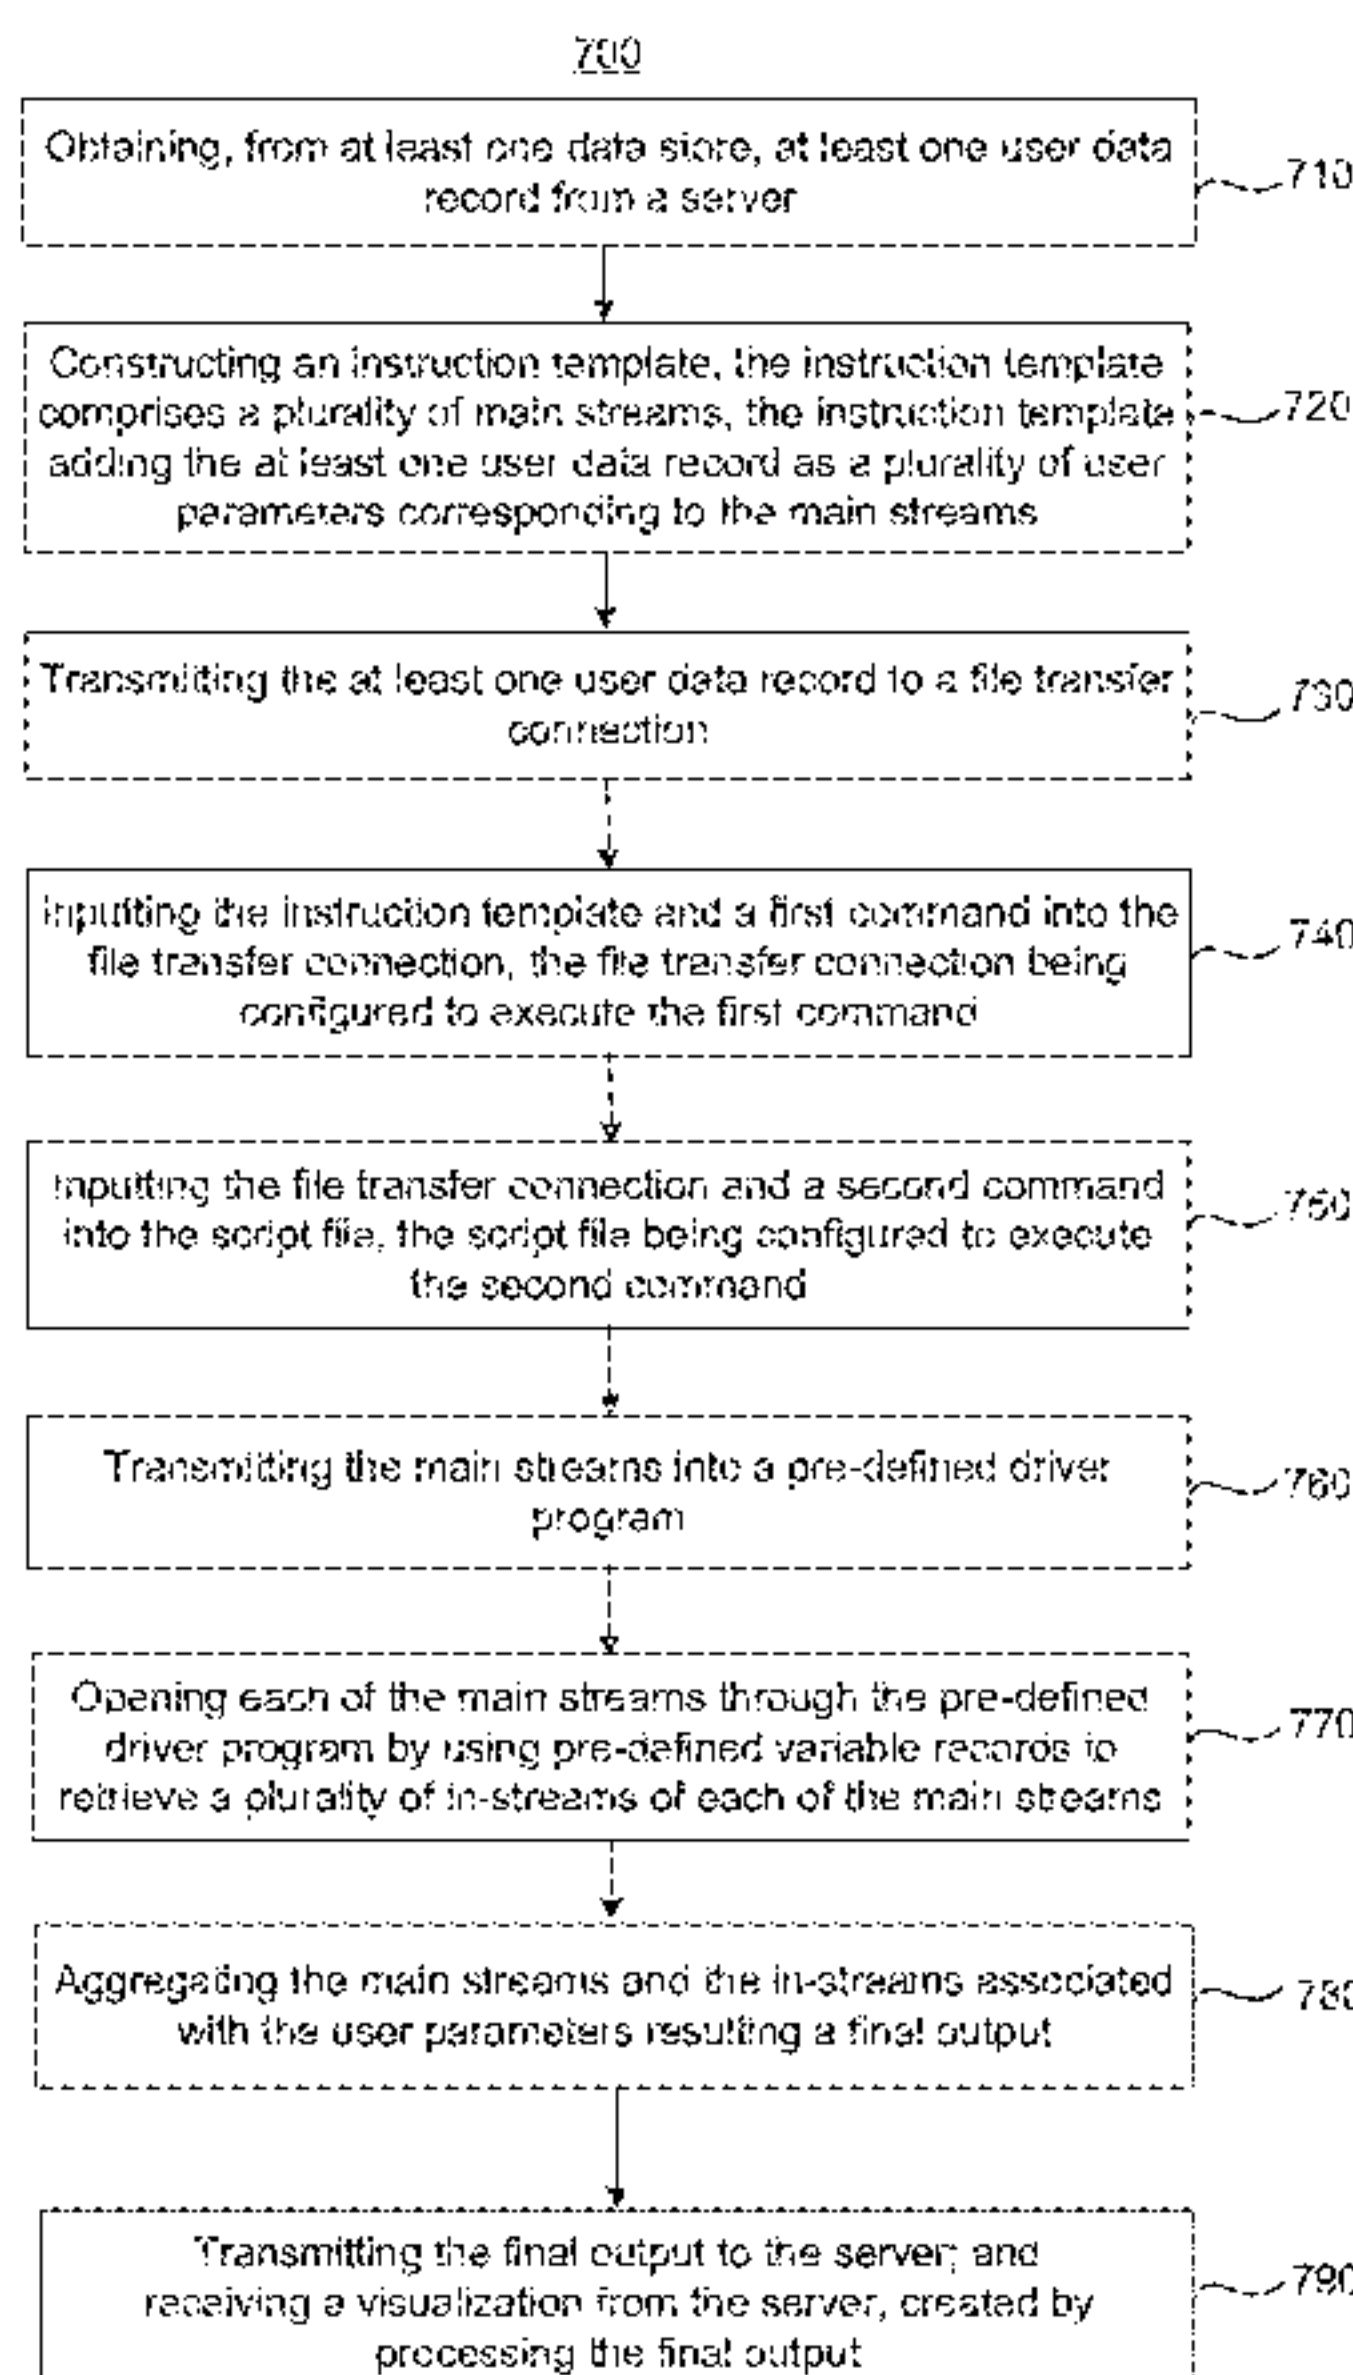 700
Obtaining, from at least one data store, at least one user data
record from a server
710
Constructing an instruction template, the instruction template
comprises a plurality of main streams, the instruction template
adding the at least one user data record as a plurality of user
parameters corresponding to the main streams
720
Transmitting the at least one user data record to a file transfer
connection
730
Inputting the instruction template and a first command into the
file transfer connection, the file transfer connection being
configured to execute the first command
740
Inputting the file transfer connection and a second command
into the script file, the script file being configured to execute
the second command
750
Transmitting the main streams into a pre-defined driver
program
760
Opening each of the main streams through the pre-defined
driver program by using pre-defined variable records to
retrieve a plurality of in-streams of each of the main streams
770
Aggregating the main streams and the in-streams associated
with the user parameters resulting a final output
780
Transmitting the final output to the server; and
receiving a visualization from the server, created by
processing the final output
790